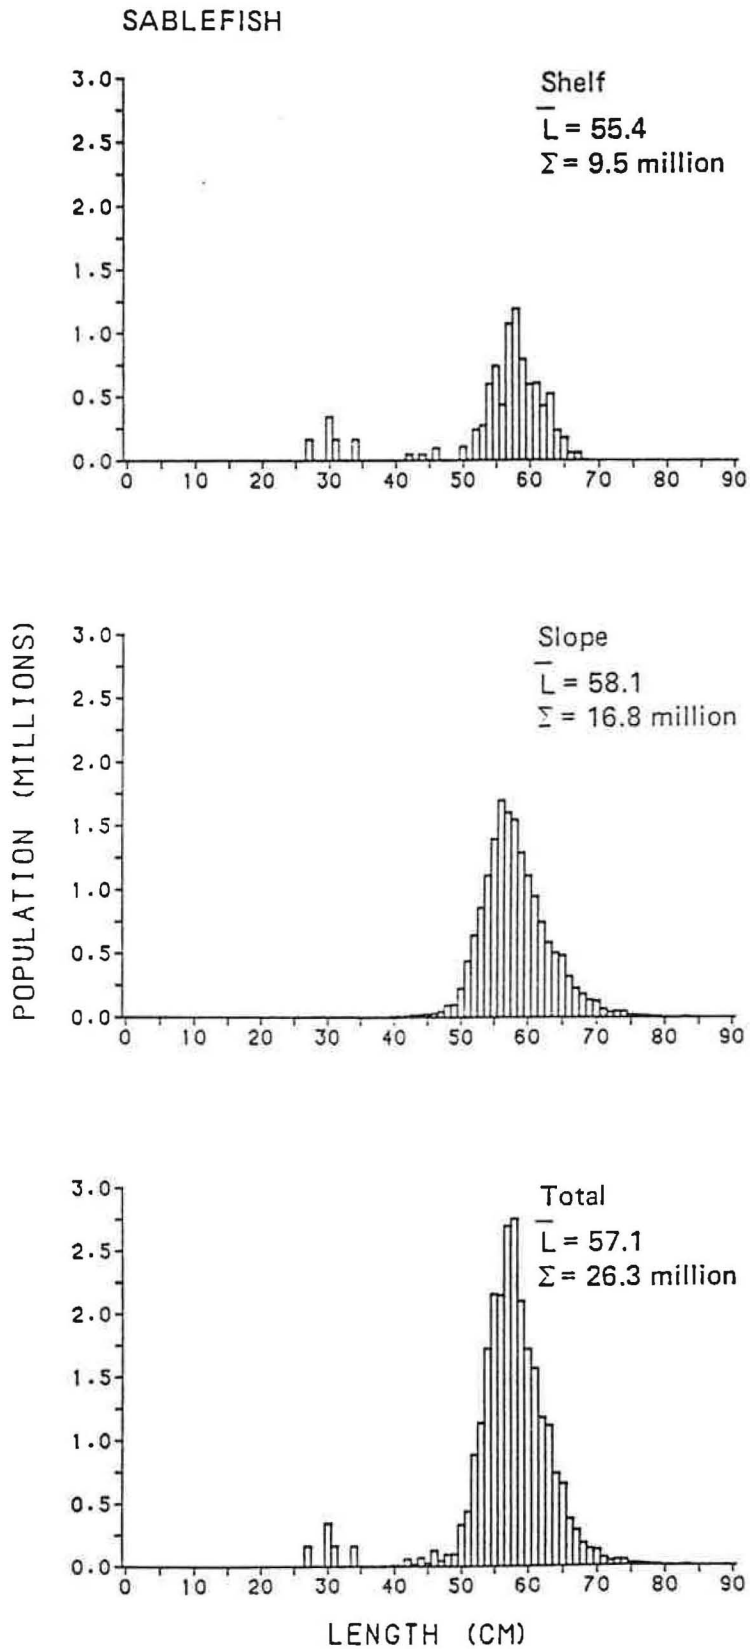 SABLEFISH
Shelf
L̅ = 55.4
Σ = 9.5 million
3.0
2.5
2.0
1.5
1.0
0.5
0.0
0 10 20 30 40 50 60 70 80 90
Slope
L̅ = 58.1
Σ = 16.8 million
3.0
2.5
2.0
1.5
1.0
0.5
0.0
0 10 20 30 40 50 60 70 80 90
POPULATION (MILLIONS)
Total
L̅ = 57.1
Σ = 26.3 million
3.0
2.5
2.0
1.5
1.0
0.5
0.0
0 10 20 30 40 50 60 70 80 90
LENGTH (CM)